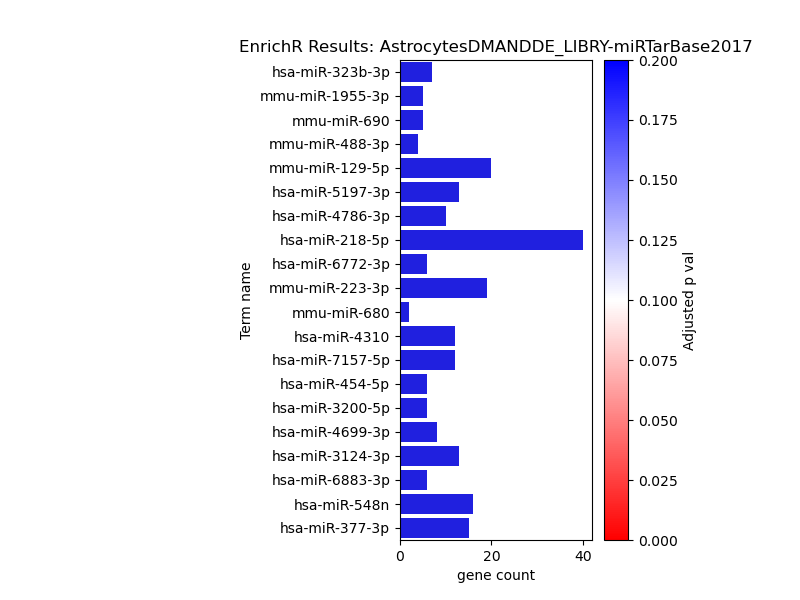 EnrichR Results: AstrocytesDMANDDE_LIBRY-miRTarBase2017
hsa-miR-323b-3p
mmu-miR-1955-3p
mmu-miR-690
mmu-miR-488-3p
mmu-miR-129-5p
hsa-miR-5197-3p
hsa-miR-4786-3p
hsa-miR-218-5p
hsa-miR-6772-3p
mmu-miR-223-3p
mmu-miR-680
hsa-miR-4310
hsa-miR-7157-5p
hsa-miR-454-5p
hsa-miR-3200-5p
hsa-miR-4699-3p
hsa-miR-3124-3p
hsa-miR-6883-3p
hsa-miR-548n
hsa-miR-377-3p
Term name
0 20 40
gene count
0.200
0.175
0.150
0.125
0.100
0.075
0.050
0.025
0.000
Adjusted p val